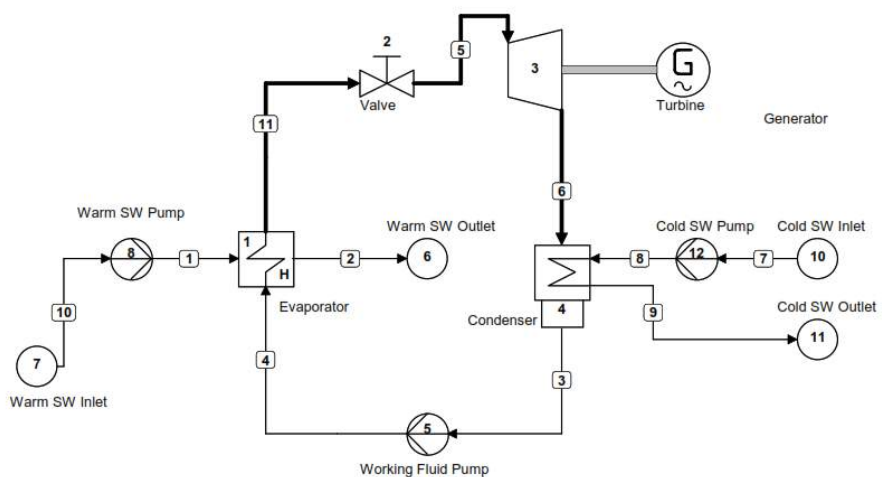 2
5
3
G
Valve
Turbine
11
Generator
6
Warm SW Pump
Warm SW Outlet
Cold SW Pump
Cold SW Inlet
8
1
1
H
2
6
8
12
7
10
Evaporator
10
4
Cold SW Outlet
Condenser
9
11
7
4
3
Warm SW Inlet
5
Working Fluid Pump